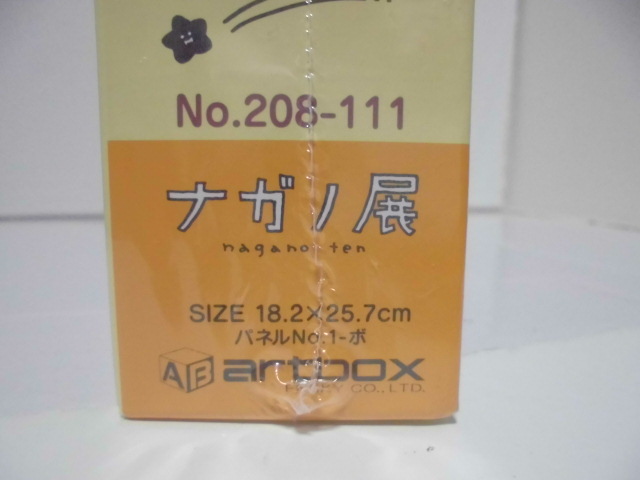 No.208-111
ナガノ展
nagano ten
SIZE 18.2×25.7cm
パネルNo.1-ボ
AB artbox
CO.,LTD.